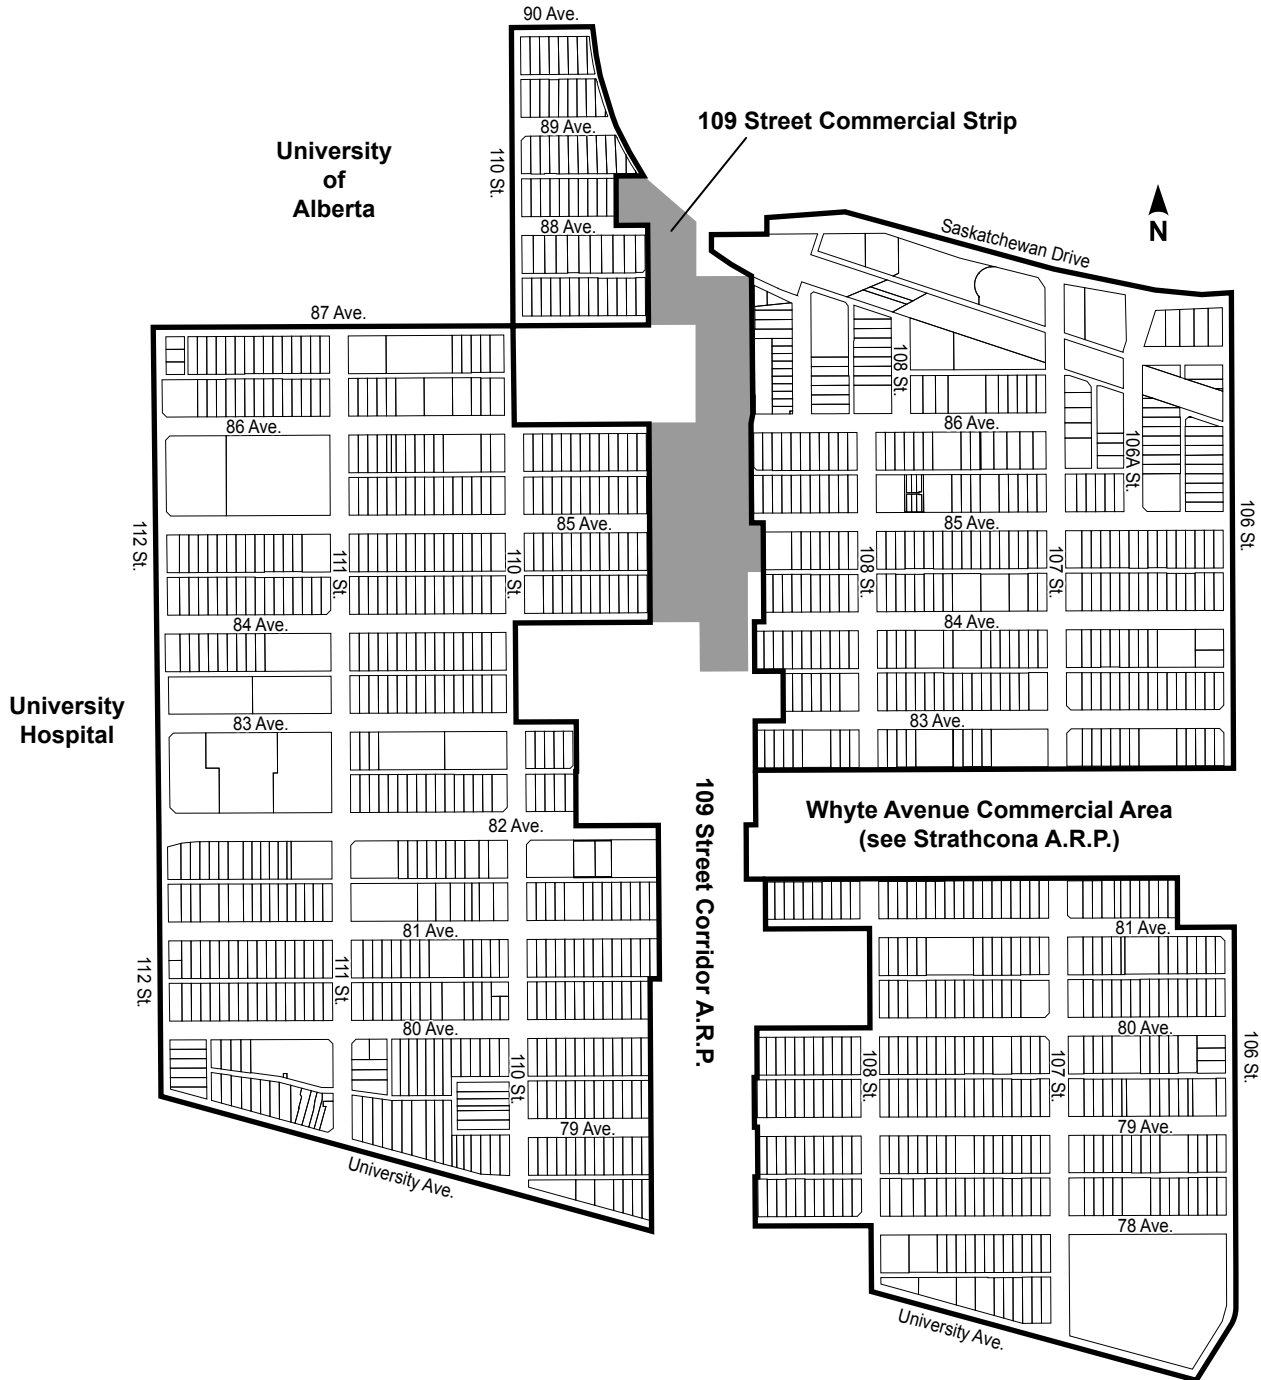 90 Ave.
109 Street Commercial Strip
89 Ave.
University
of
Alberta
110 St.
N
88 Ave.
Saskatchewan Drive
87 Ave.
108 St.
86 Ave.
86 Ave.
106A St.
85 Ave.
85 Ave.
112 St.
111 St.
110 St.
108 St.
107 St.
106 St.
84 Ave.
84 Ave.
University
Hospital
83 Ave.
83 Ave.
109 Street Corridor A.R.P.
Whyte Avenue Commercial Area
(see Strathcona A.R.P.)
82 Ave.
81 Ave.
81 Ave.
112 St.
111 St.
80 Ave.
80 Ave.
110 St.
108 St.
107 St.
106 St.
79 Ave.
79 Ave.
University Ave.
78 Ave.
University Ave.